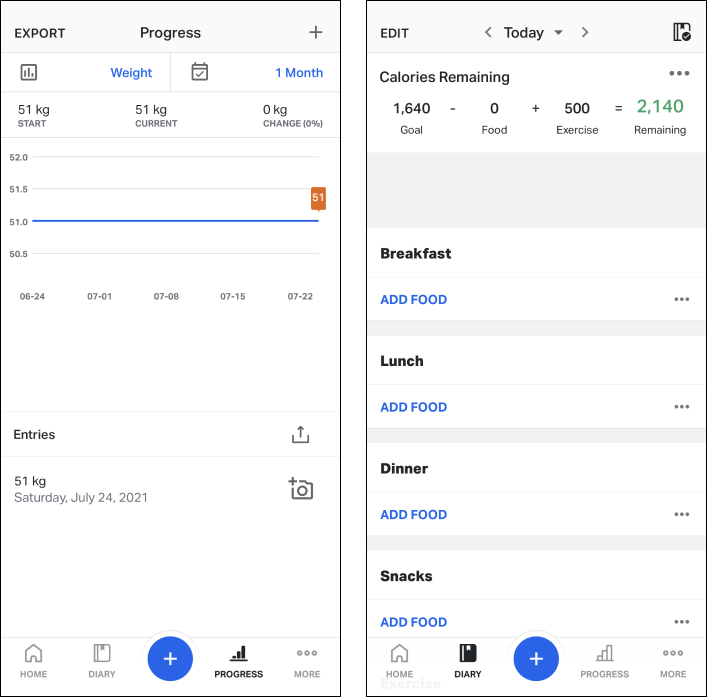 EXPORT Progress +
Weight 1 Month
51 kg 51 kg 0 kg
START CURRENT CHANGE (0%)
52.0
51.5
51
51.0
50.5
06-24 07-01 07-08 07-15 07-22
Entries
51 kg
Saturday, July 24, 2021
HOME DIARY + PROGRESS MORE
EDIT < Today >
Calories Remaining
1,640 - 0 + 500 = 2,140
Goal Food Exercise Remaining
Breakfast
ADD FOOD
Lunch
ADD FOOD
Dinner
ADD FOOD
Snacks
ADD FOOD
HOME DIARY + PROGRESS MORE
Exercise